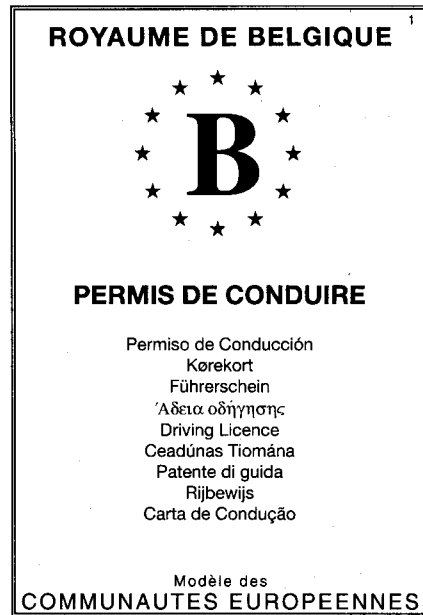 1
ROYAUME DE BELGIQUE
B
PERMIS DE CONDUIRE
Permiso de Conducción
Kørekort
Führerschein
Άδεια οδήγησης
Driving Licence
Ceadúnas Tiomána
Patente di guida
Rijbewijs
Carta de Condução
Modèle des
COMMUNAUTES EUROPEENNES